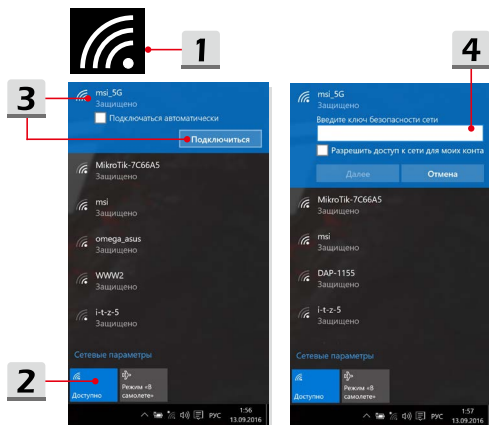 1
3
msi_5G
Защищено
Подключаться автоматически
Подключиться
MikroTik-7C66A5
Защищено
msi
Защищено
omega_asus
Защищено
WWW2
Защищено
i-t-z-5
Защищено
Сетевые параметры
2
Доступно
Режим «В
самолете»
РУС
1:56
13.09.2016
4
msi_5G
Защищено
Введите ключ безопасности сети
Разрешить доступ к сети для моих конта
Далее
Отмена
MikroTik-7C66A5
Защищено
msi
Защищено
DAP-1155
Защищено
i-t-z-5
Защищено
Сетевые параметры
Доступно
Режим «В
самолете»
РУС
1:57
13.09.2016